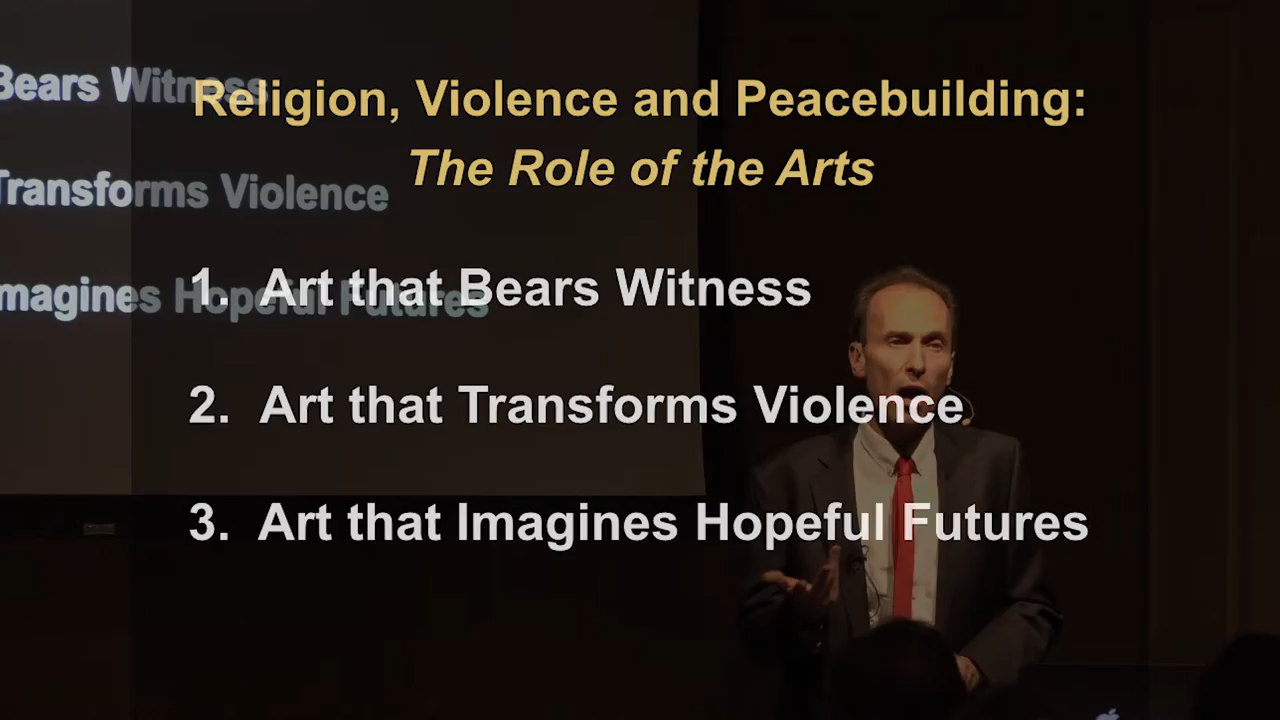 Religion, Violence and Peacebuilding:
The Role of the Arts
1. Art that Bears Witness
2. Art that Transforms Violence
3. Art that Imagines Hopeful Futures
Bears Witness
Transforms Violence
Imagines Hopeful Futures